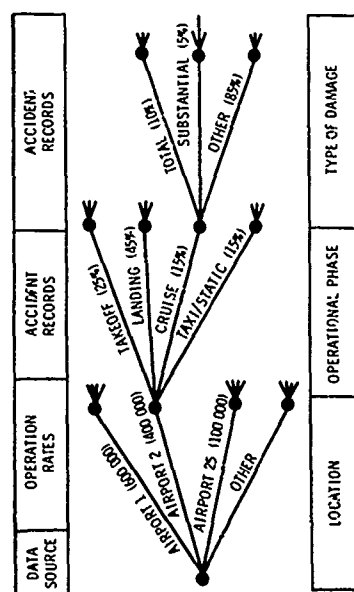 ACCIDENT
RECORDS
TOTAL (10%)
SUBSTANTIAL (5%)
OTHER (85%)
TYPE OF DAMAGE
ACCIDENT
RECORDS
TAKEOFF (25%)
LANDING (45%)
CRUISE (15%)
TAXI/STATIC (15%)
OPERATIONAL PHASE
OPERATION
RATES
AIRPORT 1 (600 000)
AIRPORT 2 (400 000)
AIRPORT 25 (100 000)
OTHER
LOCATION
DATA
SOURCE